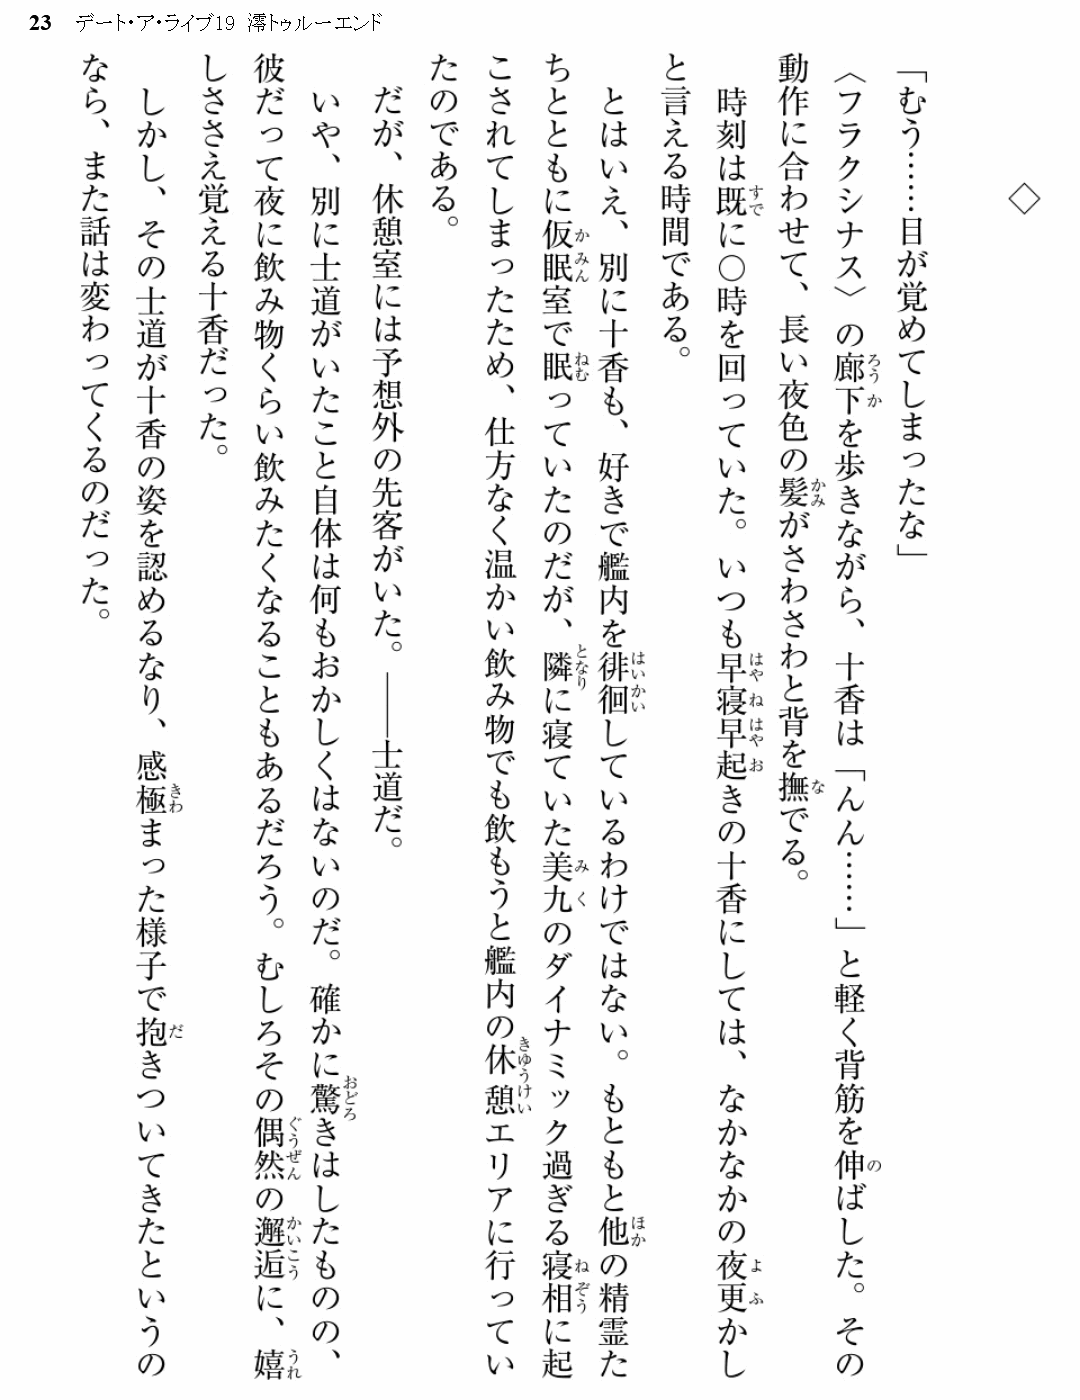 23 デート・ア・ライブ19 澪トゥルーエンド
◇
「むう……目が覚めてしまったな」
〈フラクシナス〉の廊下を歩きながら、十香は「んん……」と軽く背筋を伸ばした。その
動作に合わせて、長い夜色の髪がさわさわと背を撫でる。
時刻は既に〇時を回っていた。いつも早寝早起きの十香にしては、なかなかの夜更かし
と言える時間である。
とはいえ、別に十香も、好きで艦内を徘徊しているわけではない。もともと他の精霊た
ちとともに仮眠室で眠っていたのだが、隣に寝ていた美九のダイナミック過ぎる寝相に起
こされてしまったため、仕方なく温かい飲み物でも飲もうと艦内の休憩エリアに行ってい
たのである。
だが、休憩室には予想外の先客がいた。――士道だ。
いや、別に士道がいたこと自体は何もおかしくはないのだ。確かに驚きはしたものの、
彼だって夜に飲み物くらい飲みたくなることもあるだろう。むしろその偶然の邂逅に、嬉
しささえ覚える十香だった。
しかし、その士道が十香の姿を認めるなり、感極まった様子で抱きついてきたというの
なら、また話は変わってくるのだった。